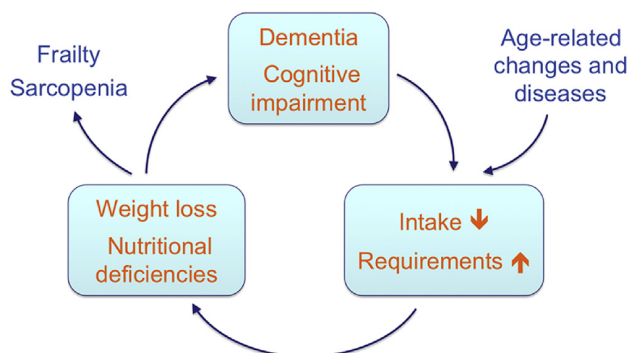 Dementia
Cognitive
impairment
Age-related
changes and
diseases
Frailty
Sarcopenia
Weight loss
Nutritional
deficiencies
Intake ↓
Requirements ↑